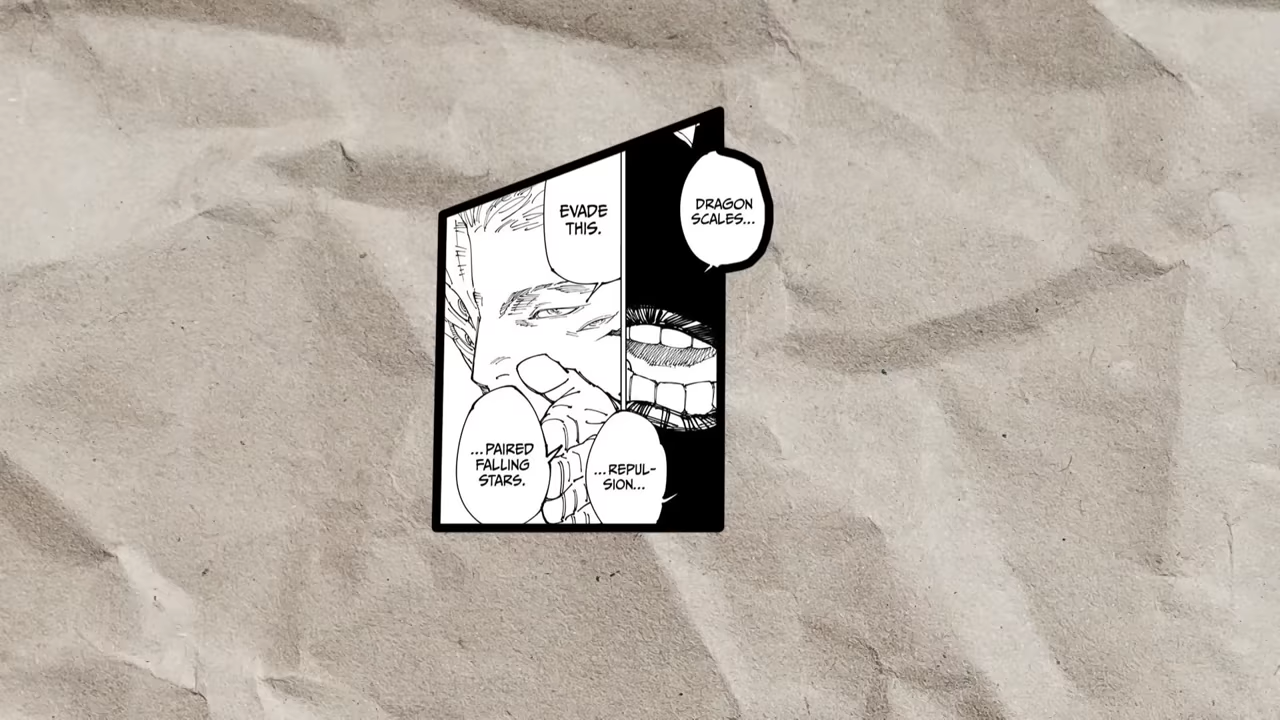 DRAGON
SCALES...
...REPUL-
SION...
EVADE
THIS.
...PAIRED
FALLING
STARS.